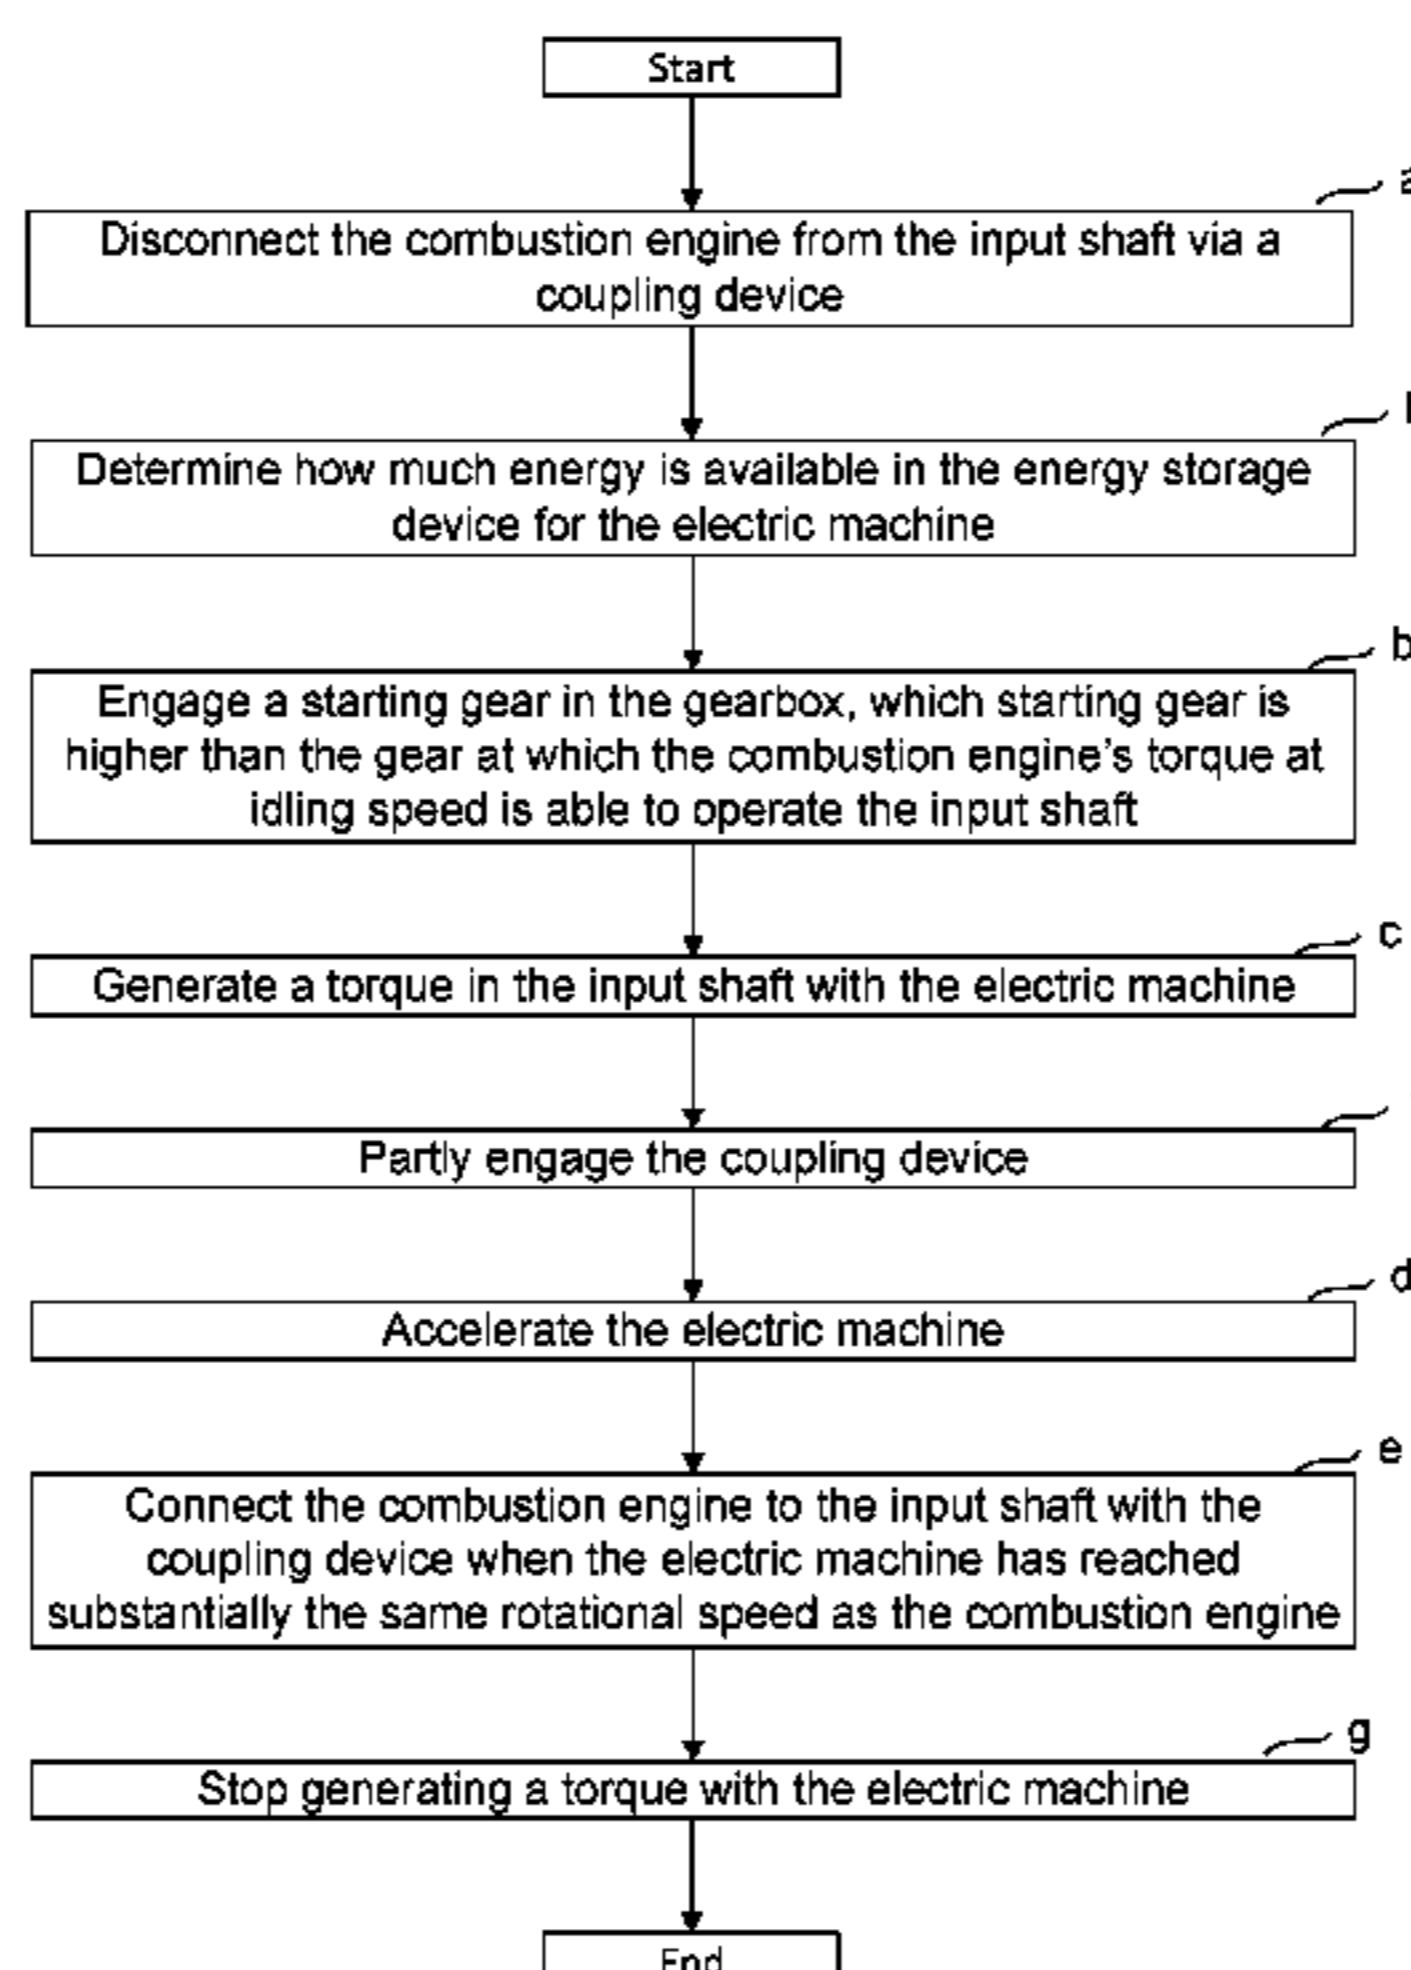 Start
a
Disconnect the combustion engine from the input shaft via a
coupling device
Determine how much energy is available in the energy storage
device for the electric machine
b
Engage a starting gear in the gearbox, which starting gear is
higher than the gear at which the combustion engine's torque at
idling speed is able to operate the input shaft
c
Generate a torque in the input shaft with the electric machine
Partly engage the coupling device
d
Accelerate the electric machine
e
Connect the combustion engine to the input shaft with the
coupling device when the electric machine has reached
substantially the same rotational speed as the combustion engine
g
Stop generating a torque with the electric machine
End